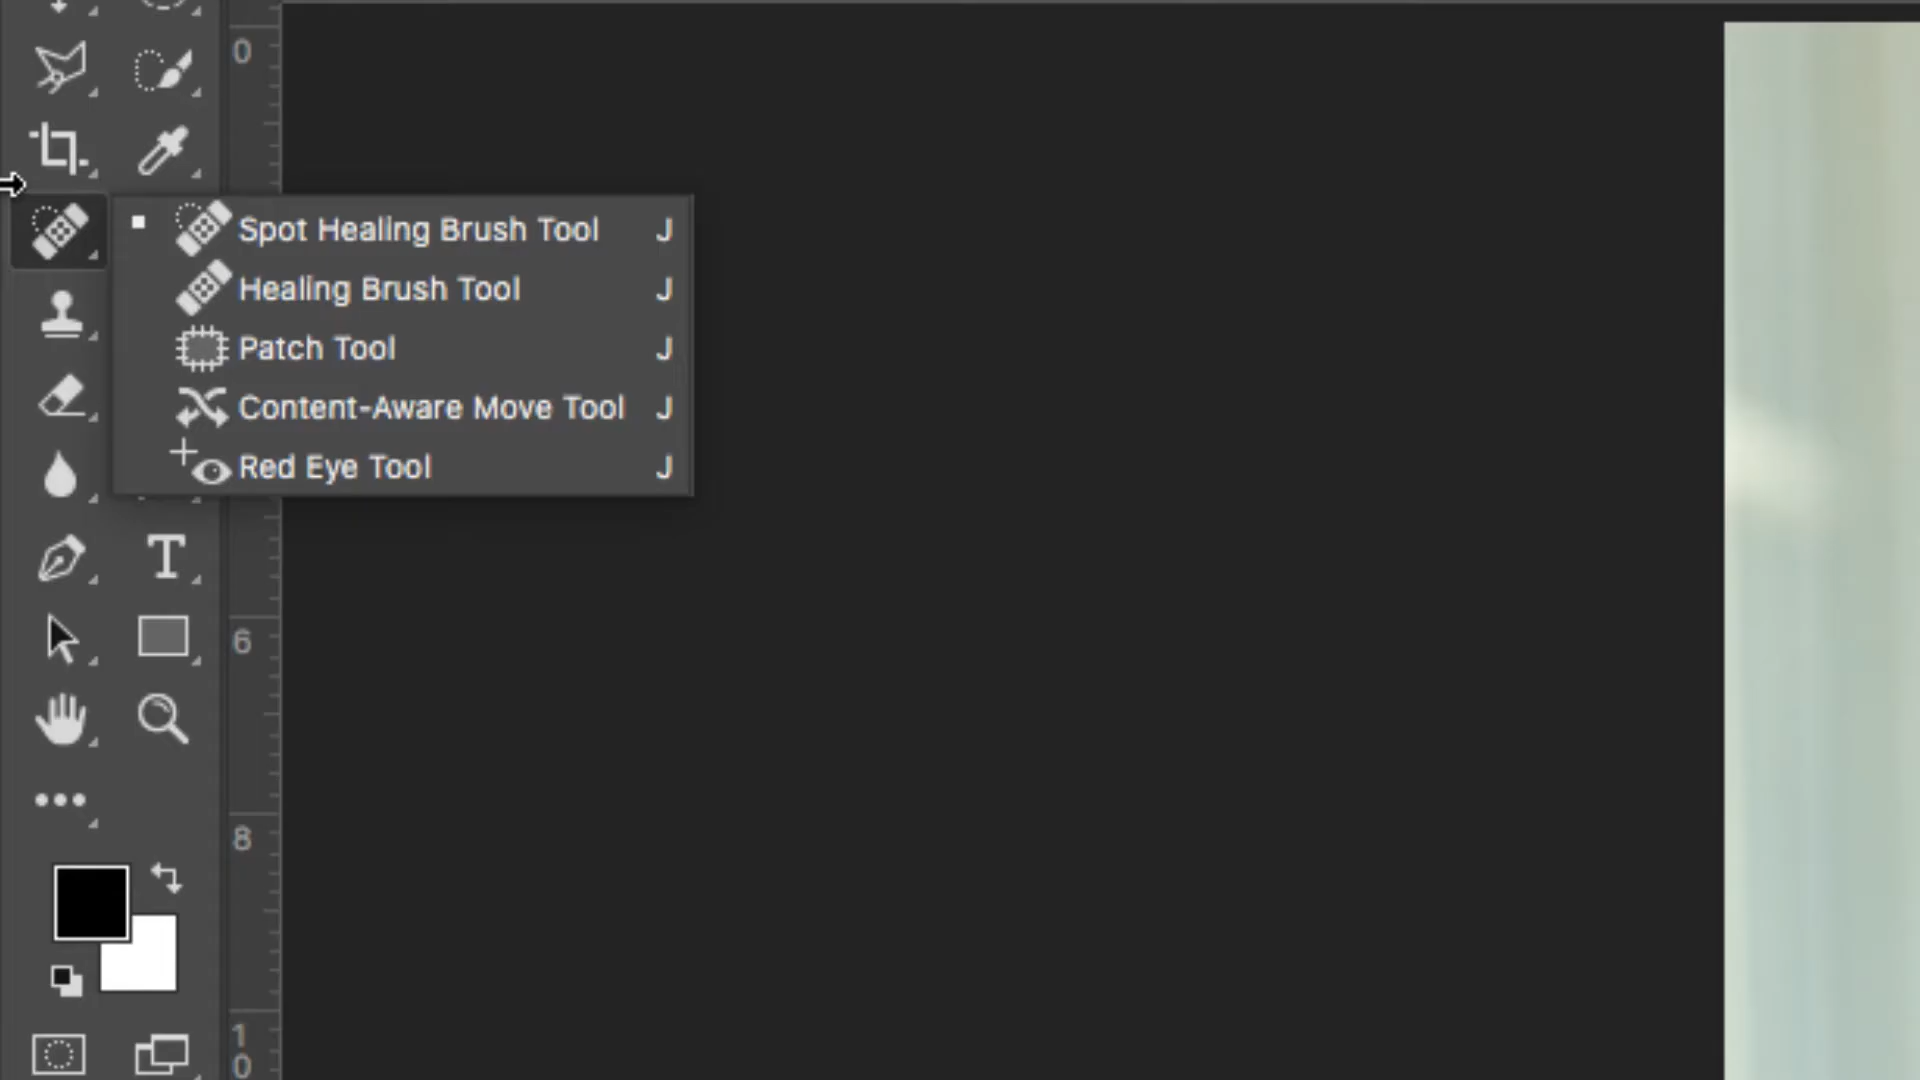 0
Spot Healing Brush Tool J
Healing Brush Tool J
Patch Tool J
Content-Aware Move Tool J
Red Eye Tool J
T
6
8
1
0